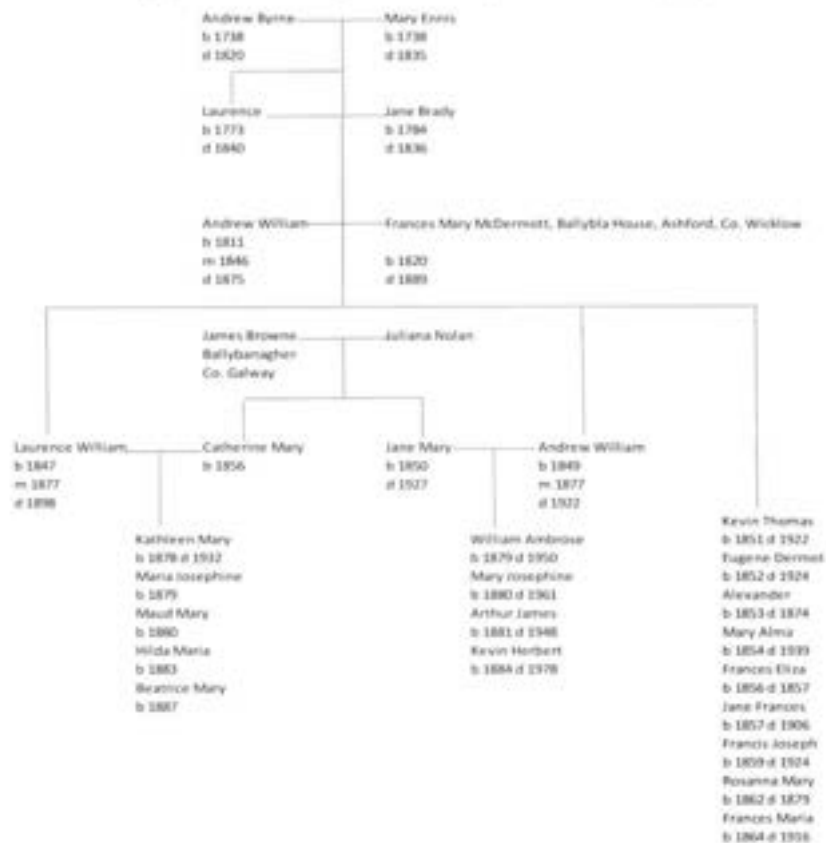 Andrew Byrne
b 1738
d 1820
Mary Ennis
b 1738
d 1835
Laurence
b 1773
d 1840
Jane Brady
b 1784
d 1836
Andrew William
b 1811
m 1846
d 1875
Frances Mary McDermott, Ballybla House, Ashford, Co. Wicklow
b 1820
d 1889
James Browne
Ballybanagher
Co. Galway
Juliana Nolan
Laurence William
b 1847
m 1877
d 1898
Catherine Mary
b 1856
Jane Mary
b 1850
d 1927
Andrew William
b 1849
m 1877
d 1922
Kathleen Mary
b 1878 d 1932
Maria Josephine
b 1879
Maud Mary
b 1880
Hilda Maria
b 1883
Beatrice Mary
b 1887
William Ambrose
b 1879 d 1950
Mary Josephine
b 1880 d 1961
Arthur James
b 1881 d 1948
Kevin Herbert
b 1884 d 1978
Kevin Thomas
b 1851 d 1922
Eugene Dermot
b 1852 d 1924
Alexander
b 1853 d 1874
Mary Alma
b 1854 d 1939
Frances Eliza
b 1856 d 1857
Jane Frances
b 1857 d 1906
Francis Joseph
b 1859 d 1924
Rosanna Mary
b 1862 d 1879
Frances Maria
b 1864 d 1916